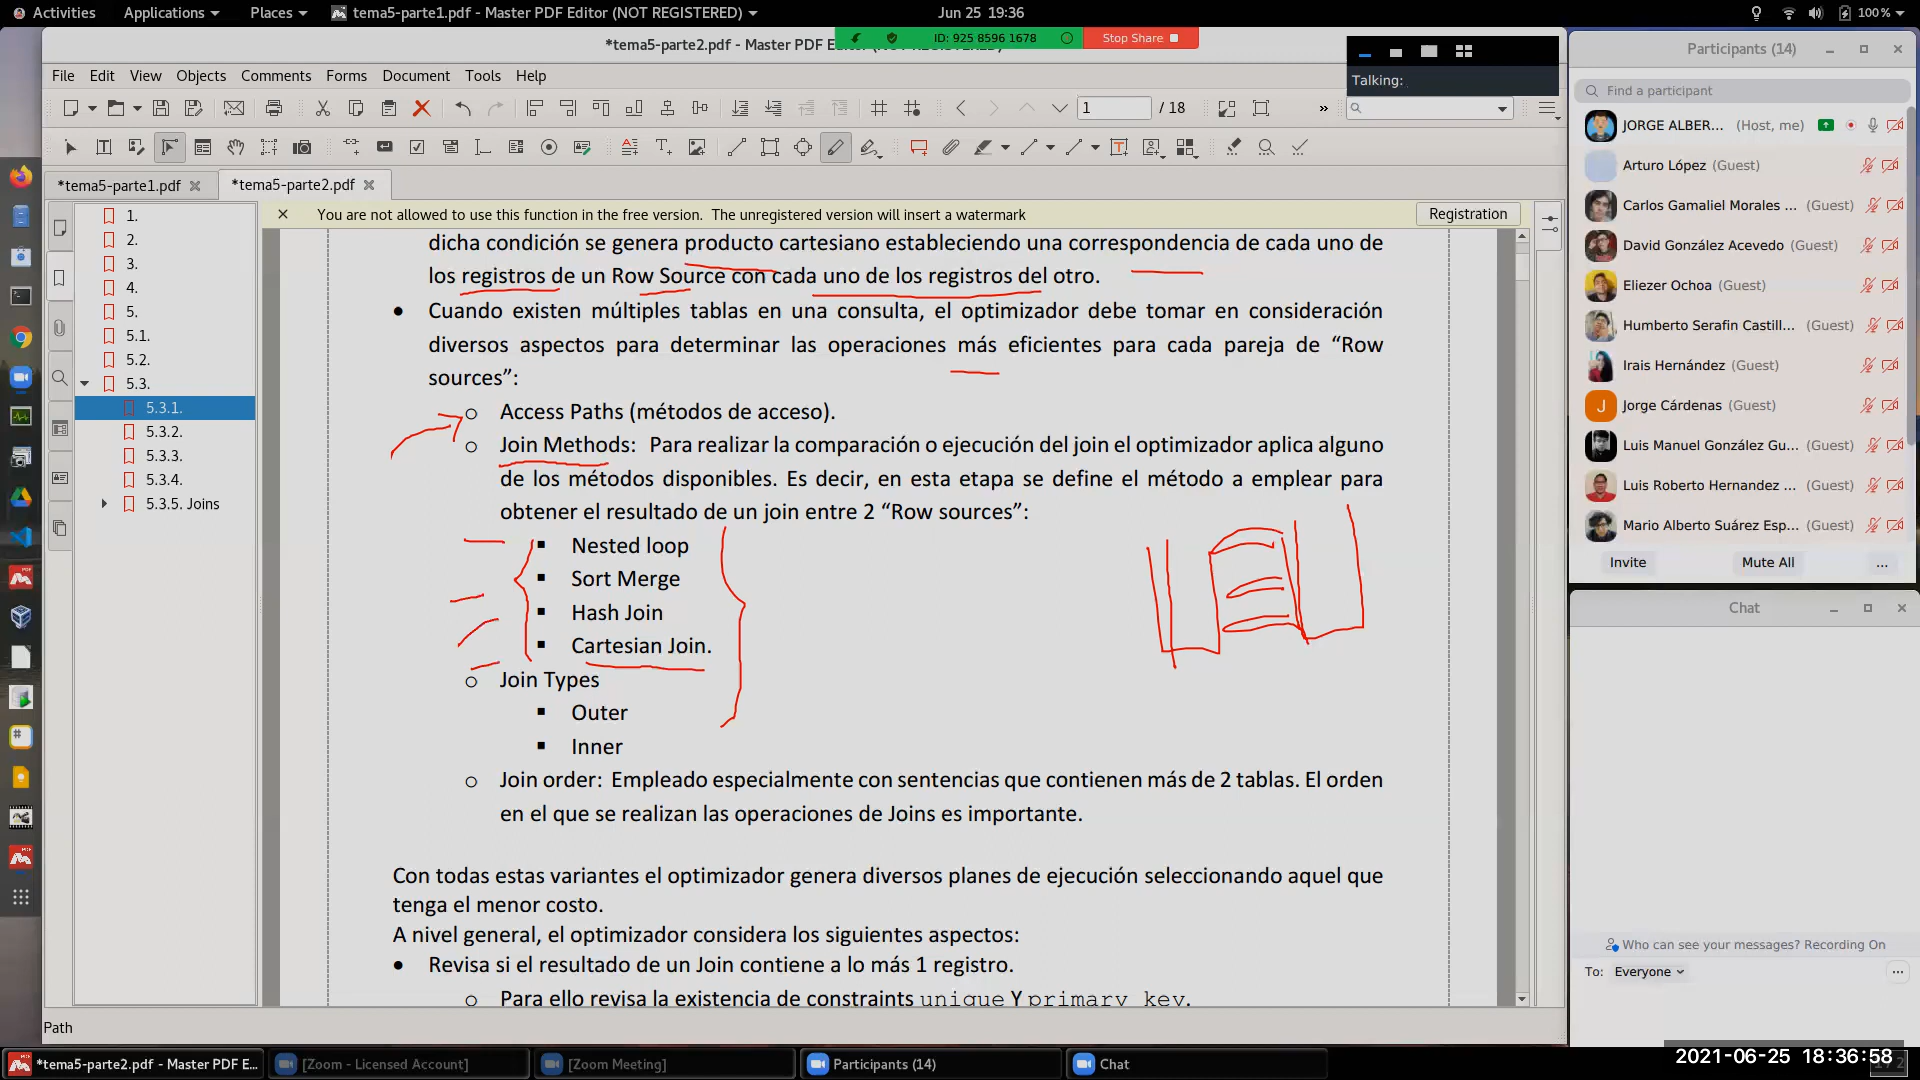 Activities
Applications
Places
tema5-parte1.pdf - Master PDF Editor (NOT REGISTERED)
Jun 25 19:36
100%
*tema5-parte2.pdf - Master PDF Editor
ID: 925 8596 1678
Stop Share
Talking:
File Edit View Objects Comments Forms Document Tools Help
1 / 18
*tema5-parte1.pdf
*tema5-parte2.pdf
You are not allowed to use this function in the free version. The unregistered version will insert a watermark
Registration
1.
2.
3.
4.
5.
5.1.
5.2.
5.3.
5.3.1.
5.3.2.
5.3.3.
5.3.4.
5.3.5. Joins
dicha condición se genera producto cartesiano estableciendo una correspondencia de cada uno de
los registros de un Row Source con cada uno de los registros del otro.
Cuando existen múltiples tablas en una consulta, el optimizador debe tomar en consideración
diversos aspectos para determinar las operaciones más eficientes para cada pareja de “Row
sources”:
o Access Paths (métodos de acceso).
o Join Methods: Para realizar la comparación o ejecución del join el optimizador aplica alguno
de los métodos disponibles. Es decir, en esta etapa se define el método a emplear para
obtener el resultado de un join entre 2 “Row sources”:
Nested loop
Sort Merge
Hash Join
Cartesian Join.
o Join Types
Outer
Inner
o Join order: Empleado especialmente con sentencias que contienen más de 2 tablas. El orden
en el que se realizan las operaciones de Joins es importante.
Con todas estas variantes el optimizador genera diversos planes de ejecución seleccionando aquel que
tenga el menor costo.
A nivel general, el optimizador considera los siguientes aspectos:
Revisa si el resultado de un Join contiene a lo más 1 registro.
o Para ello revisa la existencia de constraints unique Y primary key.
Path
Participants (14)
Find a participant
JORGE ALBER... (Host, me)
Arturo López (Guest)
Carlos Gamaliel Morales ... (Guest)
David González Acevedo (Guest)
Eliezer Ochoa (Guest)
Humberto Serafin Castill... (Guest)
Irais Hernández (Guest)
J Jorge Cárdenas (Guest)
Luis Manuel González Gu... (Guest)
Luis Roberto Hernandez ... (Guest)
Mario Alberto Suárez Esp... (Guest)
Invite
Mute All
...
Chat
Who can see your messages? Recording On
To: Everyone
*tema5-parte2.pdf - Master PDF E...
[Zoom - Licensed Account]
[Zoom Meeting]
Participants (14)
Chat
2021-06-25 18:36:58